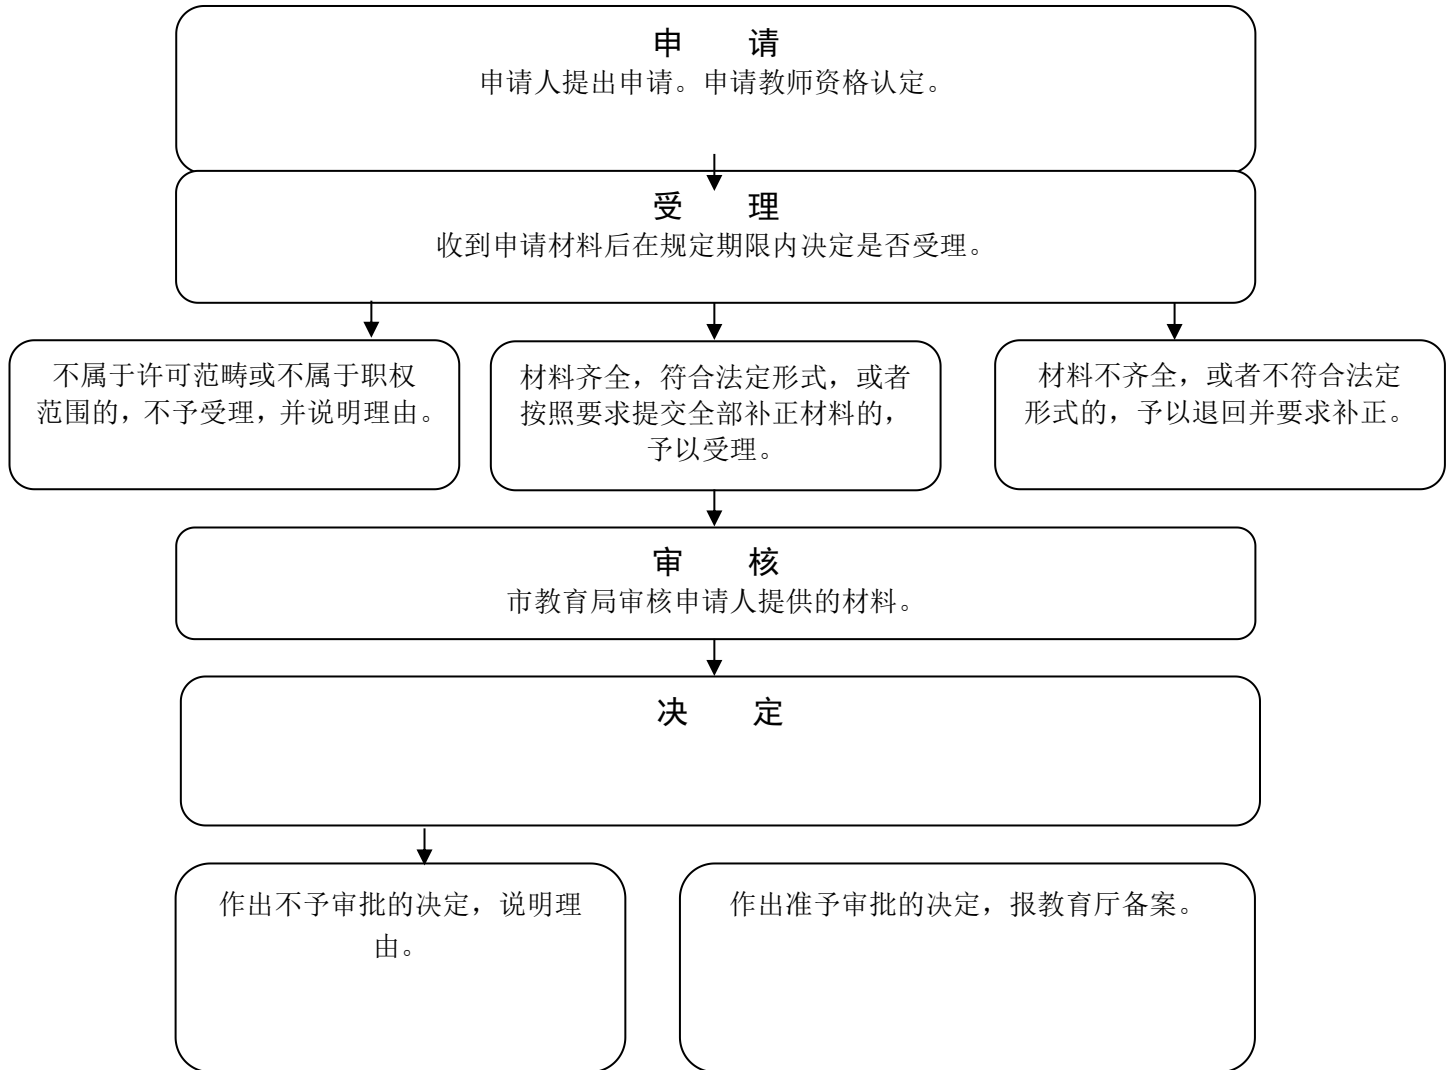 申 请
申请人提出申请。申请教师资格认定。
受 理
收到申请材料后在规定期限内决定是否受理。
不属于许可范畴或不属于职权
范围的，不予受理，并说明理由。
材料齐全，符合法定形式，或者
按照要求提交全部补正材料的，
予以受理。
材料不齐全，或者不符合法定
形式的，予以退回并要求补正。
审 核
市教育局审核申请人提供的材料。
决 定
作出不予审批的决定，说明理
由。
作出准予审批的决定，报教育厅备案。